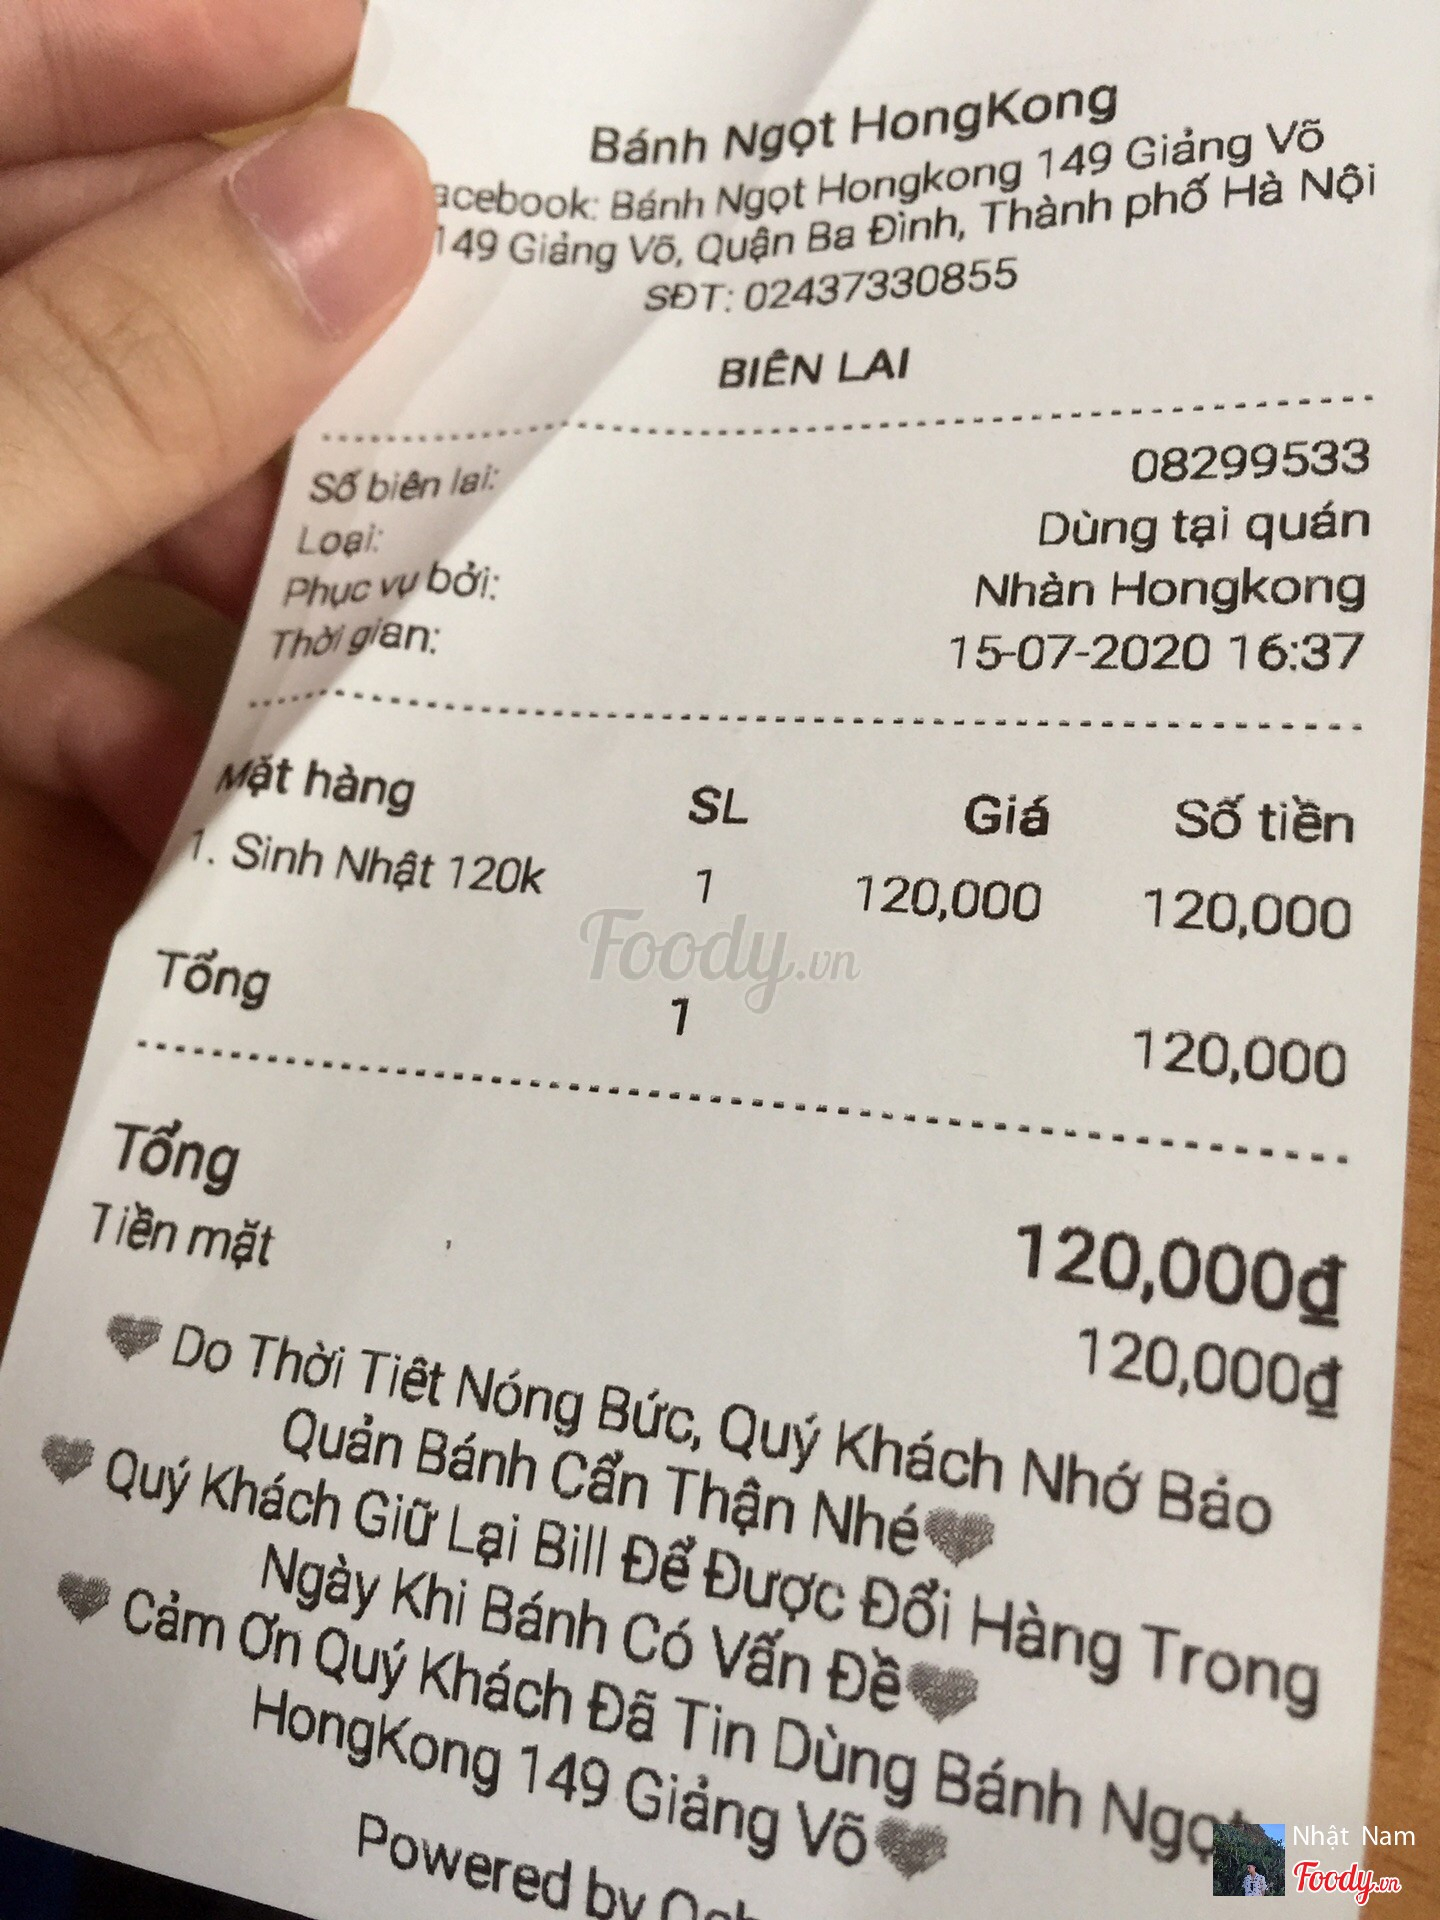 Bánh Ngọt HongKong
acebook: Bánh Ngọt Hongkong 149 Giảng Võ
149 Giảng Võ, Quận Ba Đình, Thành phố Hà Nội
SĐT: 02437330855
BIÊN LAI
Số biên lai: 08299533
Loại: Dùng tại quán
Phục vụ bởi: Nhàn Hongkong
Thời gian: 15-07-2020 16:37
Mặt hàng SL Giá Số tiền
1. Sinh Nhật 120k 1 120,000 120,000
Foody.vn
Tổng 1 120,000
Tổng 120,000₫
Tiền mặt 120,000₫
Do Thời Tiêt Nóng Bức, Quý Khách Nhớ Bảo
Quản Bánh Cẩn Thận Nhé
Quý Khách Giữ Lại Bill Để Được Đổi Hàng Trong
Ngày Khi Bánh Có Vấn Đề
Cảm Ơn Quý Khách Đã Tin Dùng Bánh Ngọt
HongKong 149 Giảng Võ
Powered by
Nhật Nam
Foody.vn